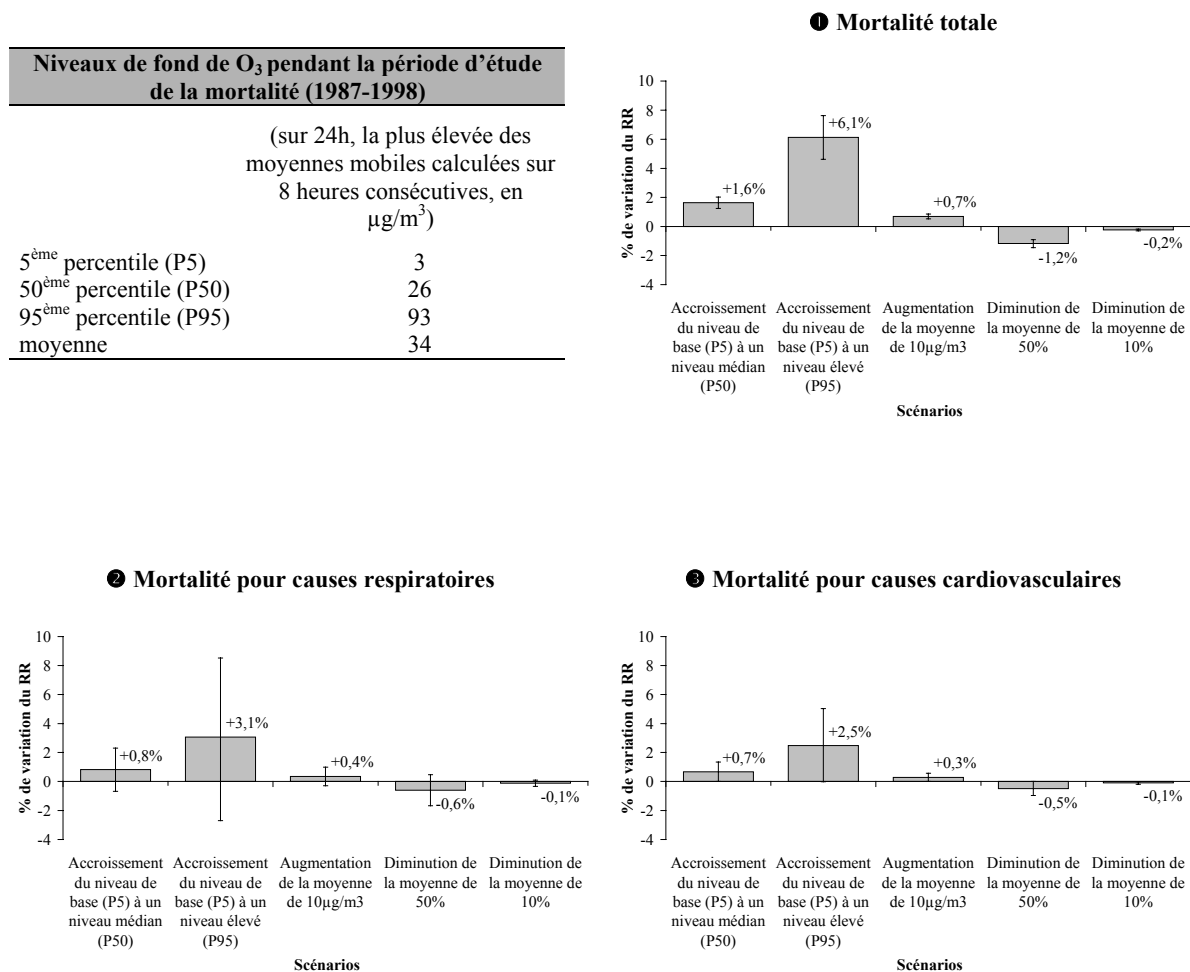 Niveaux de fond de O3 pendant la période d’étude
de la mortalité (1987-1998)
(sur 24h, la plus élevée des
moyennes mobiles calculées sur
8 heures consécutives, en
µg/m3)
5ème percentile (P5) 3
50ème percentile (P50) 26
95ème percentile (P95) 93
moyenne 34
❶ Mortalité totale
% de variation du RR
10
8
6
4
2
0
-2
-4
+1,6%
+6,1%
+0,7%
-1,2%
-0,2%
Accroissement Accroissement Augmentation Diminution de Diminution de
du niveau de du niveau de de la moyenne la moyenne de la moyenne de
base (P5) à un base (P5) à un de 10µg/m3 50% 10%
niveau médian niveau élevé
(P50) (P95)
Scénarios
❷ Mortalité pour causes respiratoires
% de variation du RR
10
8
6
4
2
0
-2
-4
+0,8%
+3,1%
+0,4%
-0,6%
-0,1%
Accroissement Accroissement Augmentation Diminution de Diminution de
du niveau de du niveau de de la moyenne la moyenne de la moyenne de
base (P5) à un base (P5) à un de 10µg/m3 50% 10%
niveau médian niveau élevé
(P50) (P95)
Scénarios
❸ Mortalité pour causes cardiovasculaires
% de variation du RR
10
8
6
4
2
0
-2
-4
+0,7%
+2,5%
+0,3%
-0,5%
-0,1%
Accroissement Accroissement Augmentation Diminution de Diminution de
du niveau de du niveau de de la moyenne la moyenne de la moyenne de
base (P5) à un base (P5) à un de 10µg/m3 50% 10%
niveau médian niveau élevé
(P50) (P95)
Scénarios